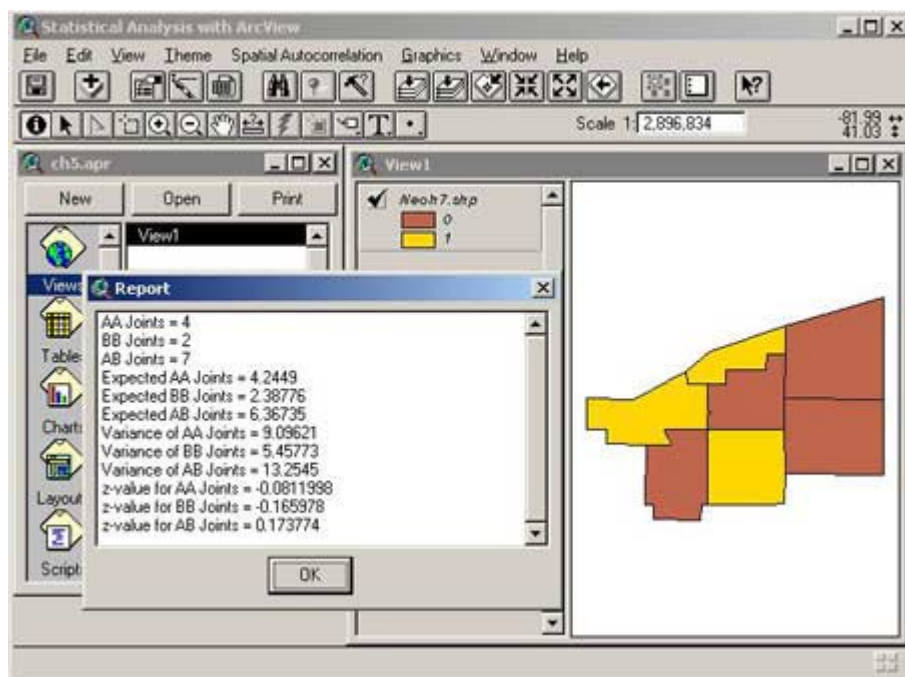 Statistical Analysis with ArcView
File Edit View Theme Spatial Autocorrelation Graphics Window Help
Scale 1: 2,896,834
-81.99
41.03
ch5.apr
New Open Print
View1
Views
Tables
Charts
Layout
Script
View1
Neoh7.shp
0
1
Report
AA Joints = 4
BB Joints = 2
AB Joints = 7
Expected AA Joints = 4.2449
Expected BB Joints = 2.38776
Expected AB Joints = 6.36735
Variance of AA Joints = 9.09621
Variance of BB Joints = 5.45773
Variance of AB Joints = 13.2545
z-value for AA Joints = -0.0811998
z-value for BB Joints = -0.165978
z-value for AB Joints = 0.173774
OK